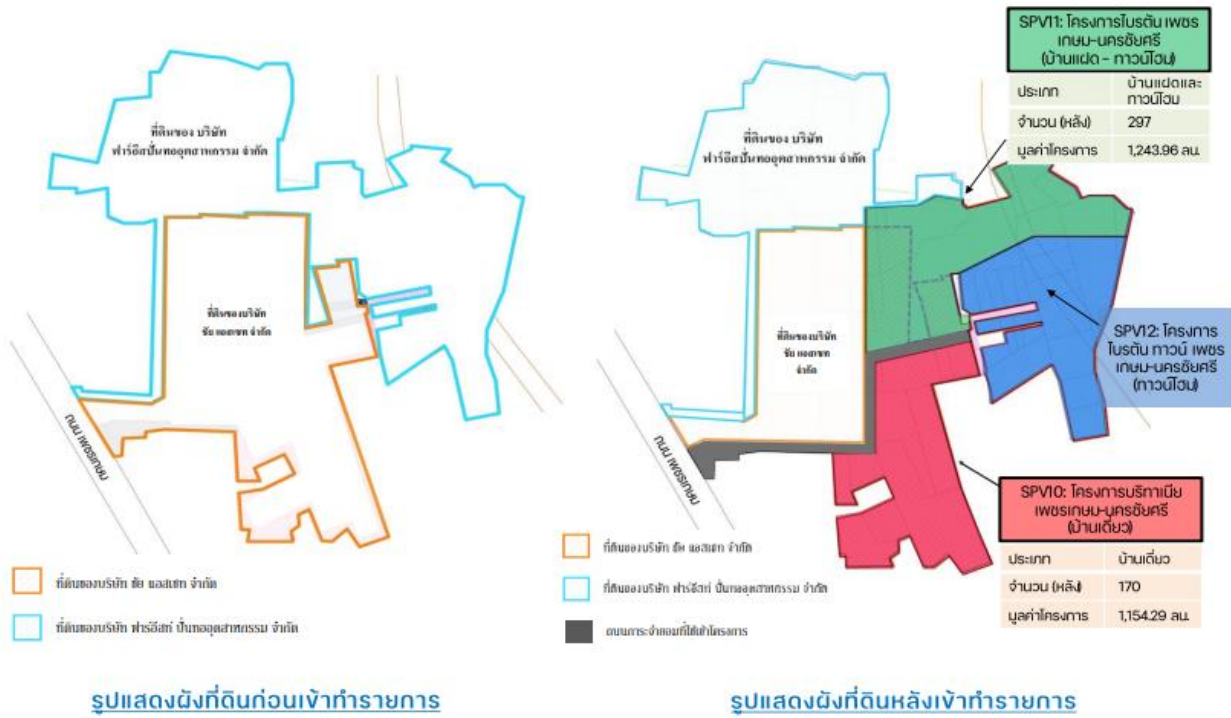 ที่ดินของ บริษัท
ฟาร์อีสปั่นทออุตสาหกรรม จำกัด
ที่ดินของบริษัท
ชัย แอสเซท จำกัด
ถนน เพชรเกษม
ที่ดินของบริษัท ชัย แอสเซท จำกัด
ที่ดินของบริษัท ฟาร์อีสท์ ปั่นทออุตสาหกรรม จำกัด
รูปแสดงผังที่ดินก่อนเข้าทำรายการ
SPV11: โครงการไบรตัน เพชร
เกษม-นครชัยศรี
(บ้านแฝด - ทาวน์โฮม)
ประเภท บ้านแฝดและ
ทาวน์โฮม
จำนวน (หลัง) 297
มูลค่าโครงการ 1,243.96 ลบ.
ที่ดินของ บริษัท
ฟาร์อีสปั่นทออุตสาหกรรม จำกัด
ที่ดินของบริษัท
ชัย แอสเซท
จำกัด
SPV12: โครงการ
ไบรตัน ทาวน์ เพชร
เกษม-นครชัยศรี
(ทาวน์โฮม)
ถนน เพชรเกษม
SPV10: โครงการบริทาเนีย
เพชรเกษม-นครชัยศรี
(บ้านเดี่ยว)
ประเภท บ้านเดี่ยว
จำนวน (หลัง) 170
มูลค่าโครงการ 1,154.29 ลบ.
ที่ดินของบริษัท ชัย แอสเซท จำกัด
ที่ดินของบริษัท ฟาร์อีสท์ ปั่นทออุตสาหกรรม จำกัด
ถนนภาระจำยอมที่ใช้เข้าโครงการ
รูปแสดงผังที่ดินหลังเข้าทำรายการ